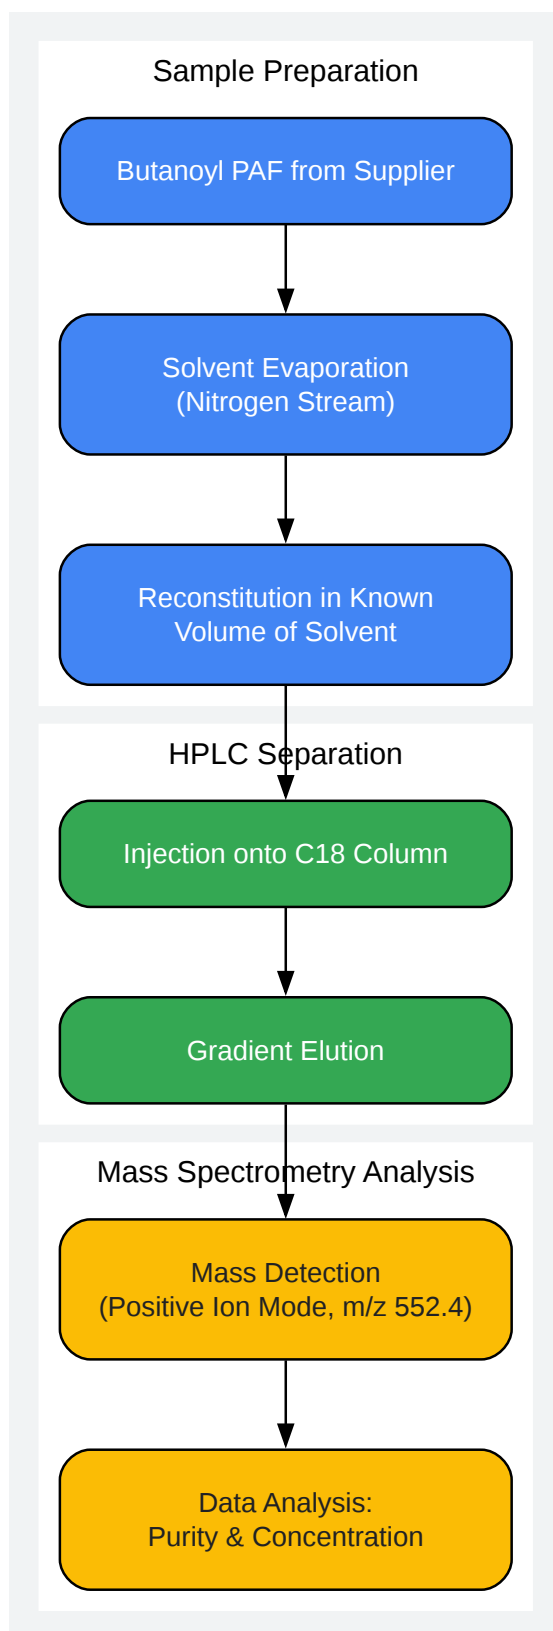 Sample Preparation
Butanoyl PAF from Supplier
Solvent Evaporation
(Nitrogen Stream)
Reconstitution in Known
Volume of Solvent
HPLC Separation
Injection onto C18 Column
Gradient Elution
Mass Spectrometry Analysis
Mass Detection
(Positive Ion Mode, m/z 552.4)
Data Analysis:
Purity & Concentration